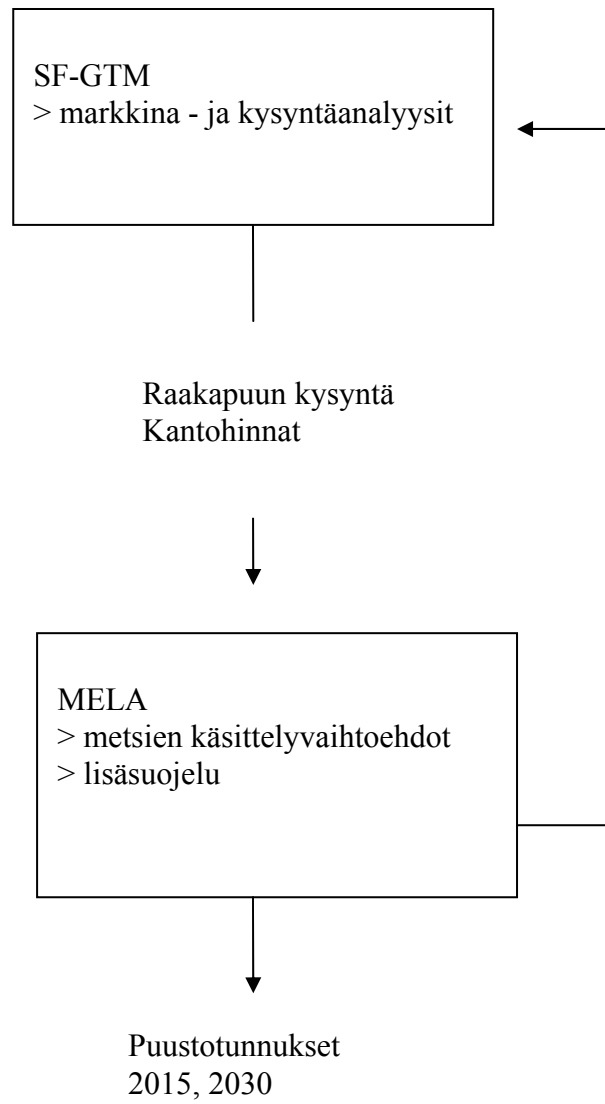 SF-GTM
> markkina - ja kysyntäanalyysit
Raakapuun kysyntä
Kantohinnat
MELA
> metsien käsittelyvaihtoehdot
> lisäsuojelu
Puustotunnukset
2015, 2030